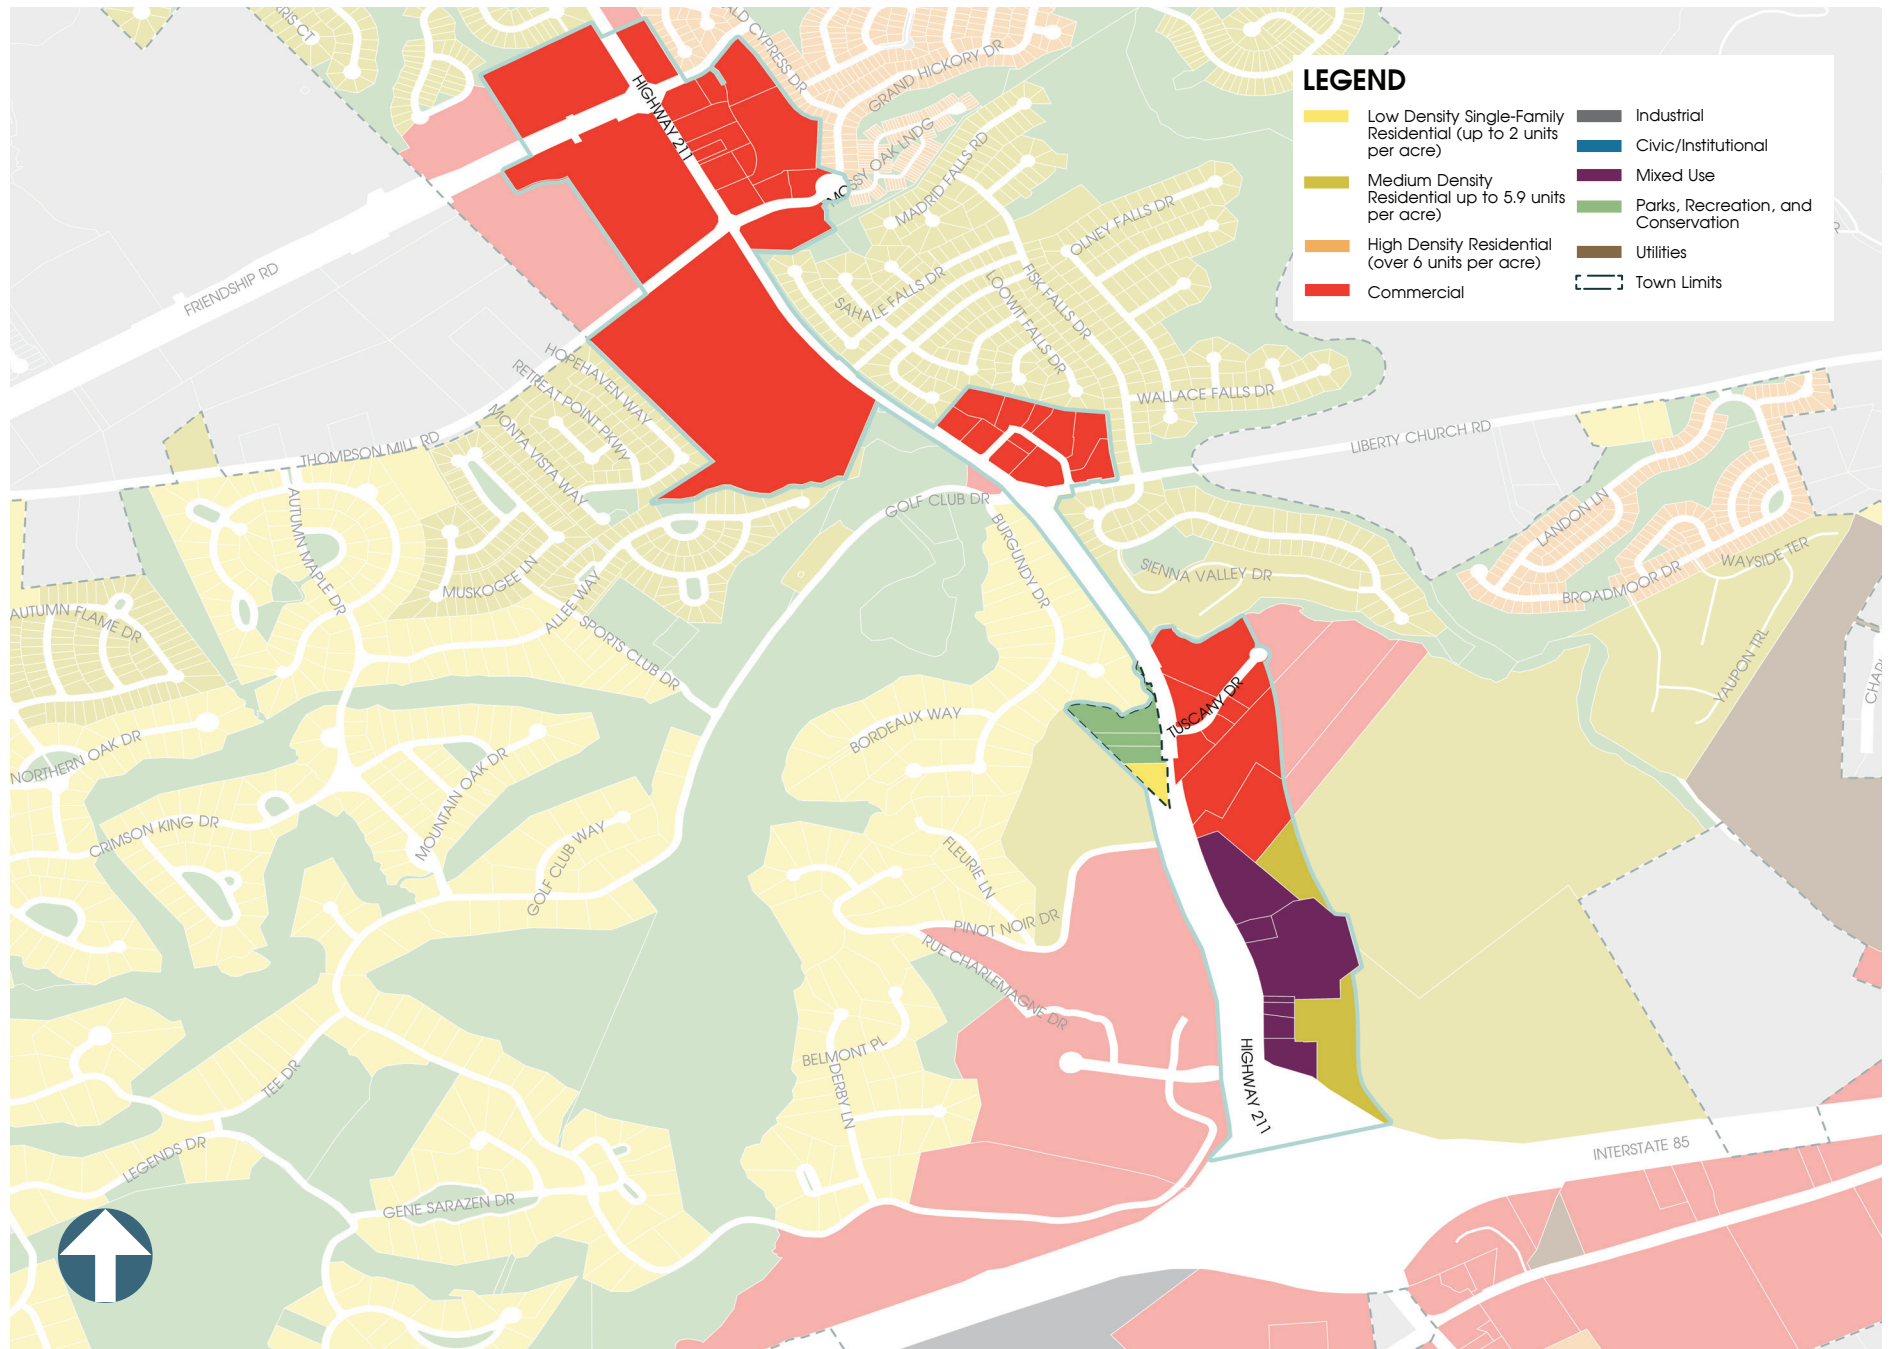 LEGEND
Low Density Single-Family
Residential (up to 2 units
per acre)
Medium Density
Residential up to 5.9 units
per acre)
High Density Residential
(over 6 units per acre)
Commercial
Industrial
Civic/Institutional
Mixed Use
Parks, Recreation, and
Conservation
Utilities
Town Limits
CT
CYPRESS DR
GRAND HICKORY DR
HIGHWAY 211
MOSSY OAK LNDG
MADRID FALLS RD
OLNEY FALLS DR
FRIENDSHIP RD
SAHALE FALLS DR
FISK FALLS DR
LOOWIT FALLS DR
WALLACE FALLS DR
HOPEHAVEN WAY
RETREAT POINT PKWY
MONTA VISTA WAY
THOMPSON MILL RD
LIBERTY CHURCH RD
GOLF CLUB DR
AUTUMN MAPLE DR
BURGUNDY DR
LANDON LN
WAYSIDE TER
SIENNA VALLEY DR
BROADMOOR DR
MUSKOGEE LN
ALLEE WAY
AUTUMN FLAME DR
SPORTS CLUB DR
YAUPON TRL
TUSCANY DR
BORDEAUX WAY
NORTHERN OAK DR
MOUNTAIN OAK DR
CRIMSON KING DR
GOLF CLUB WAY
FLEURIE LN
PINOT NOIR DR
RUE CHARLEMAGNE DR
BELMONT PL
DERBY LN
TEE DR
HIGHWAY 211
LEGENDS DR
INTERSTATE 85
GENE SARAZEN DR